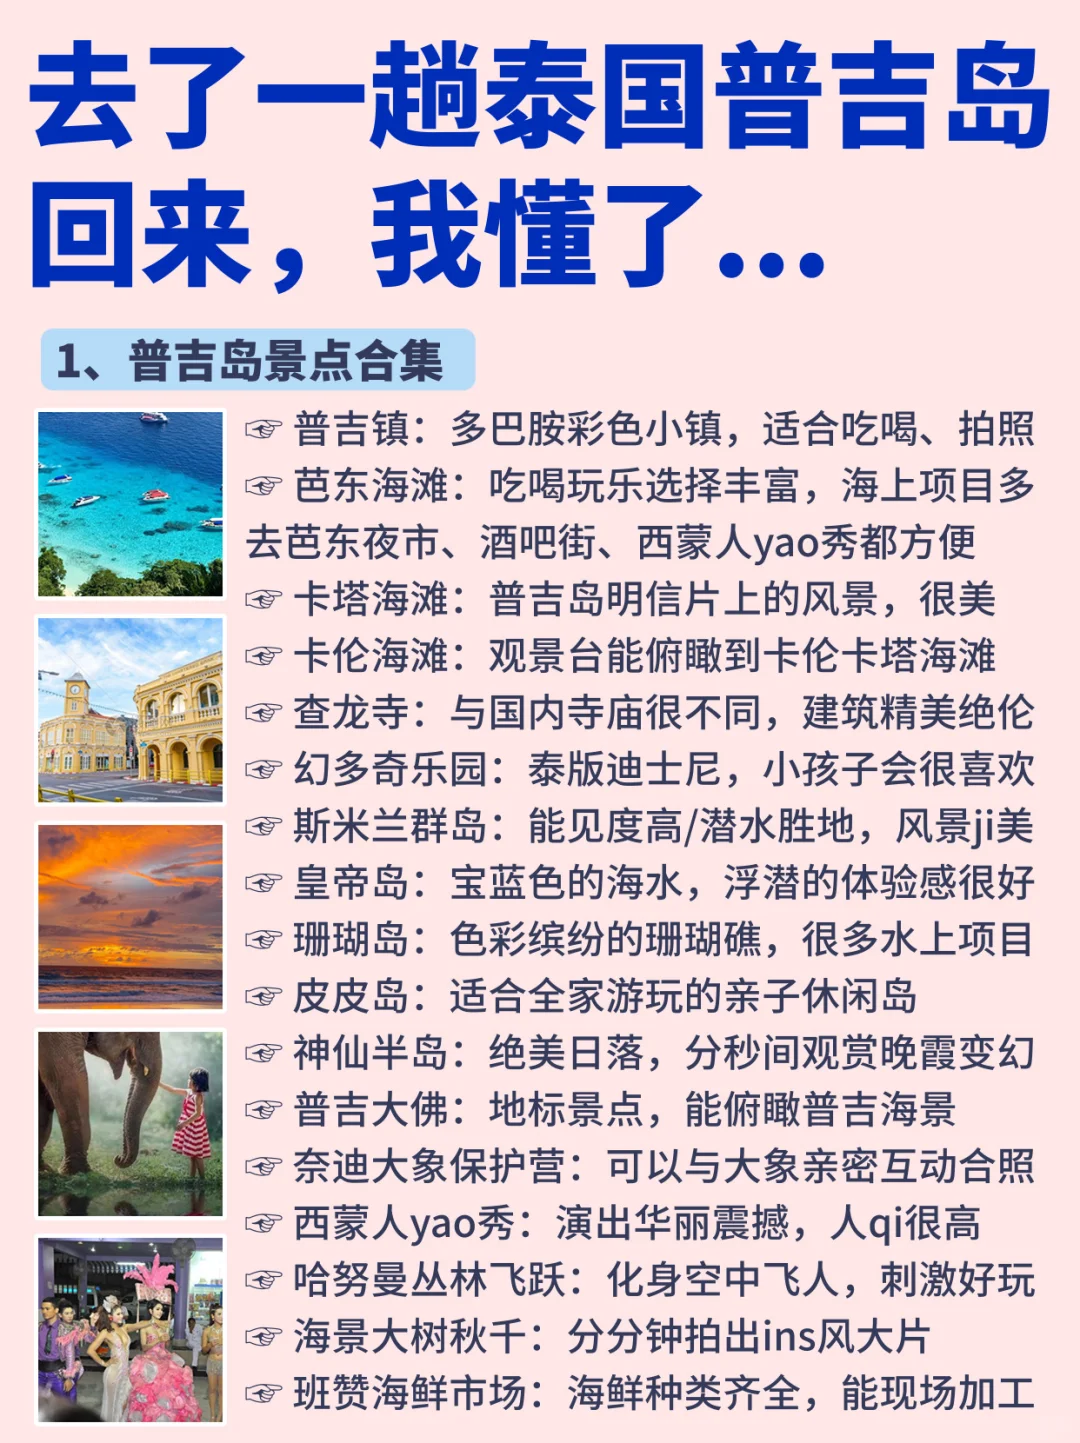 去了一趟泰国普吉岛
回来，我懂了...
1、普吉岛景点合集
☞ 普吉镇：多巴胺彩色小镇，适合吃喝、拍照
☞ 芭东海滩：吃喝玩乐选择丰富，海上项目多
去芭东夜市、酒吧街、西蒙人yao秀都方便
☞ 卡塔海滩：普吉岛明信片上的风景，很美
☞ 卡伦海滩：观景台能俯瞰到卡伦卡塔海滩
☞ 查龙寺：与国内寺庙很不同，建筑精美绝伦
☞ 幻多奇乐园：泰版迪士尼，小孩子会很喜欢
☞ 斯米兰群岛：能见度高/潜水胜地，风景ji美
☞ 皇帝岛：宝蓝色的海水，浮潜的体验感很好
☞ 珊瑚岛：色彩缤纷的珊瑚礁，很多水上项目
☞ 皮皮岛：适合全家游玩的亲子休闲岛
☞ 神仙半岛：绝美日落，分秒间观赏晚霞变幻
☞ 普吉大佛：地标景点，能俯瞰普吉海景
☞ 奈迪大象保护营：可以与大象亲密互动合照
☞ 西蒙人yao秀：演出华丽震撼，人qi很高
☞ 哈努曼丛林飞跃：化身空中飞人，刺激好玩
☞ 海景大树秋千：分分钟拍出ins风大片
☞ 班赞海鲜市场：海鲜种类齐全，能现场加工